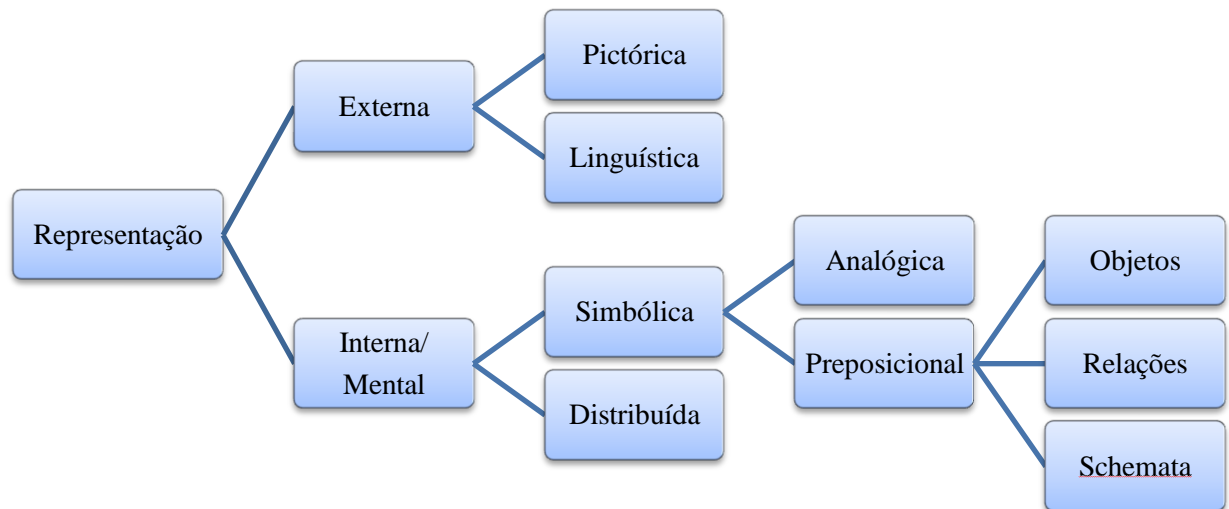 Representação
Externa
Pictórica
Linguística
Interna/
Mental
Simbólica
Analógica
Preposicional
Objetos
Relações
Schemata
Distribuída